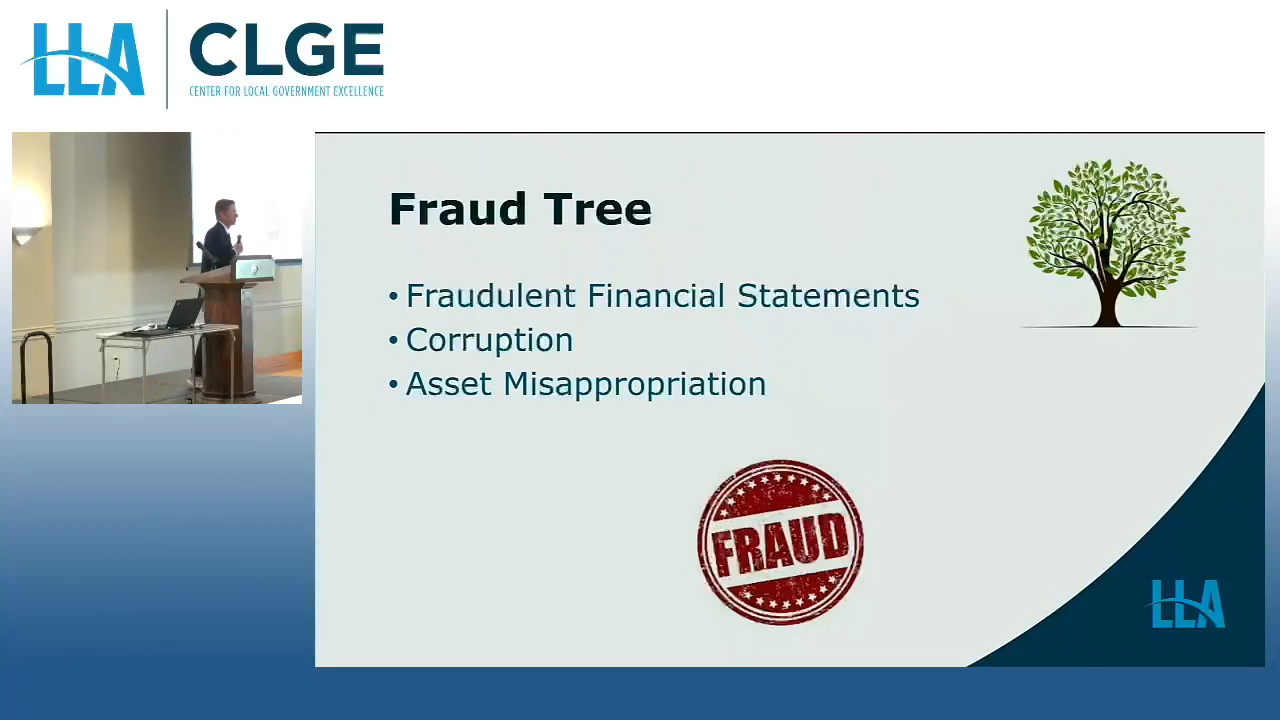 LLA
CLGE
CENTER FOR LOCAL GOVERNMENT EXCELLENCE
Fraud Tree
• Fraudulent Financial Statements
• Corruption
• Asset Misappropriation
FRAUD
LLA